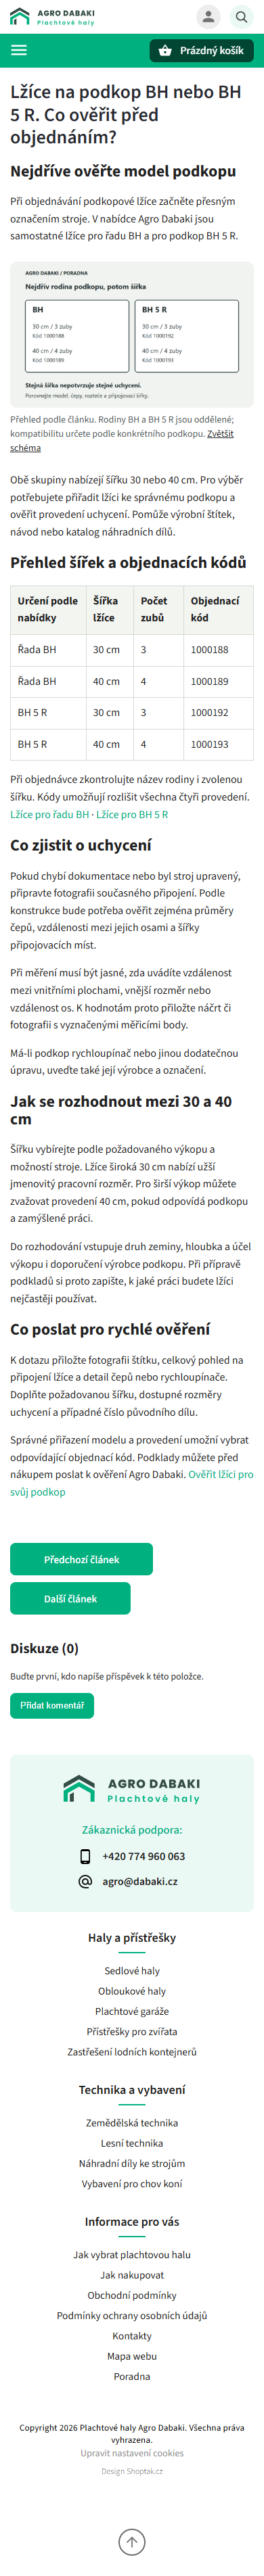 AGRO DABAKI
Plachtové haly
Prázdný košík
Lžíce na podkop BH nebo BH
5 R. Co ověřit před
objednáním?
Nejdříve ověřte model podkopu
Při objednávání podkopové lžíce začněte přesným
označením stroje. V nabídce Agro Dabaki jsou
samostatné lžíce pro řadu BH a pro podkop BH 5 R.
AGRO DABAKI / PORADNA
Nejdřív rodina podkopu, potom šířka
BH
30 cm / 3 zuby
Kód 1000188
40 cm / 4 zuby
Kód 1000189
BH 5 R
30 cm / 3 zuby
Kód 1000192
40 cm / 4 zuby
Kód 1000193
Stejná šířka nepotvrzuje stejné uchycení.
Porovnejte model, čepy, rozteče a připojovací šířky.
Přehled podle článku. Rodiny BH a BH 5 R jsou oddělené;
kompatibilitu určete podle konkrétního podkopu. Zvětšit
schéma
Obě skupiny nabízejí šířku 30 nebo 40 cm. Pro výběr
potřebujete přiřadit lžíci ke správnému podkopu a
ověřit provedení uchycení. Pomůže výrobní štítek,
návod nebo katalog náhradních dílů.
Přehled šířek a objednacích kódů
Určení podle nabídky	Šířka lžíce	Počet zubů	Objednací kód
Řada BH	30 cm	3	1000188
Řada BH	40 cm	4	1000189
BH 5 R	30 cm	3	1000192
BH 5 R	40 cm	4	1000193
Při objednávce zkontrolujte název rodiny i zvolenou
šířku. Kódy umožňují rozlišit všechna čtyři provedení.
Lžíce pro řadu BH · Lžíce pro BH 5 R
Co zjistit o uchycení
Pokud chybí dokumentace nebo byl stroj upravený,
připravte fotografii současného připojení. Podle
konstrukce bude potřeba ověřit zejména průměry
čepů, vzdálenosti mezi jejich osami a šířky
připojovacích míst.
Při měření musí být jasné, zda uvádíte vzdálenost
mezi vnitřními plochami, vnější rozměr nebo
vzdálenost os. K hodnotám proto přiložte náčrt či
fotografii s vyznačenými měřicími body.
Má-li podkop rychloupínač nebo jinou dodatečnou
úpravu, uveďte také její výrobce a označení.
Jak se rozhodnout mezi 30 a 40
cm
Šířku vybírejte podle požadovaného výkopu a
možností stroje. Lžíce široká 30 cm nabízí užší
jmenovitý pracovní rozměr. Pro širší výkop můžete
zvažovat provedení 40 cm, pokud odpovídá podkopu
a zamýšlené práci.
Do rozhodování vstupuje druh zeminy, hloubka a účel
výkopu i doporučení výrobce podkopu. Při přípravě
podkladů si proto zapište, k jaké práci budete lžíci
nejčastěji používat.
Co poslat pro rychlé ověření
K dotazu přiložte fotografii štítku, celkový pohled na
připojení lžíce a detail čepů nebo rychloupínače.
Doplňte požadovanou šířku, dostupné rozměry
uchycení a případné číslo původního dílu.
Správné přiřazení modelu a provedení umožní vybrat
odpovídající objednací kód. Podklady můžete před
nákupem poslat k ověření Agro Dabaki. Ověřit lžíci pro
svůj podkop
Předchozí článek
Další článek
Diskuze (0)
Buďte první, kdo napíše příspěvek k této položce.
Přidat komentář
AGRO DABAKI
Plachtové haly
Zákaznická podpora:
+420 774 960 063
agro@dabaki.cz
Haly a přístřešky
Sedlové haly
Obloukové haly
Plachtové garáže
Přístřešky pro zvířata
Zastřešení lodních kontejnerů
Technika a vybavení
Zemědělská technika
Lesní technika
Náhradní díly ke strojům
Vybavení pro chov koní
Informace pro vás
Jak vybrat plachtovou halu
Jak nakupovat
Obchodní podmínky
Podmínky ochrany osobních údajů
Kontakty
Mapa webu
Poradna
Copyright 2026 Plachtové haly Agro Dabaki. Všechna práva
vyhrazena.
Upravit nastavení cookies
Design Shoptak.cz